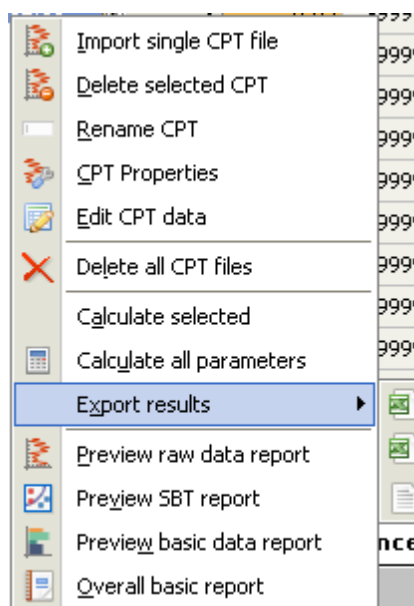 Import single CPT file
Delete selected CPT
Rename CPT
CPT Properties
Edit CPT data
Delete all CPT files
Calculate selected
Calculate all parameters
Export results
Preview raw data report
Preview SBT report
Preview basic data report
Overall basic report